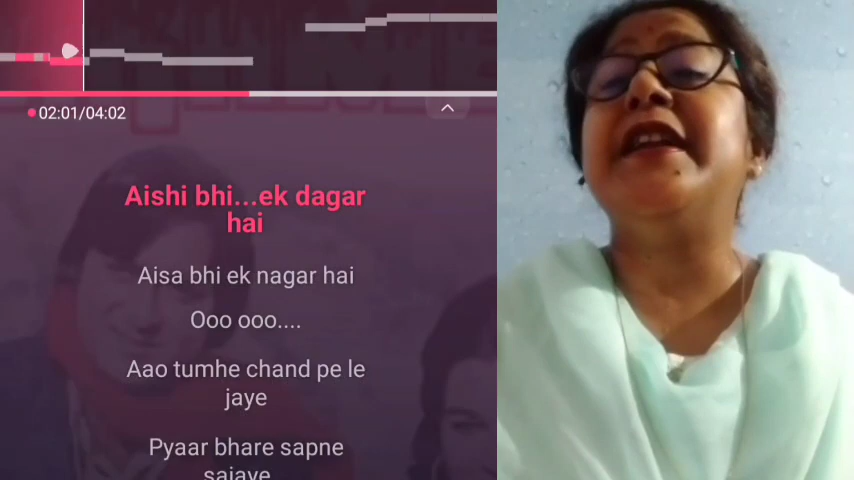 02:01/04:02
Aishi bhi...ek dagar
hai
Aisa bhi ek nagar hai
Ooo ooo....
Aao tumhe chand pe le
jaye
Pyaar bhare sapne
sajaye